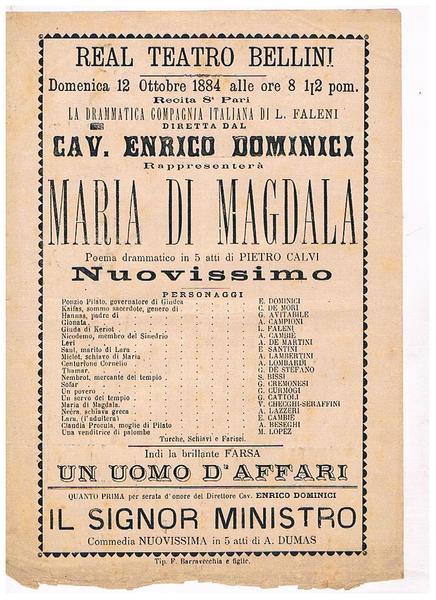 REAL TEATRO BELLINI
Domenica 12 Ottobre 1884 alle ore 8 1|2 pom.
Recita 8ª Pari
LA DRAMMATICA COMPAGNIA ITALIANA DI L. FALENI
DIRETTA DAL
CAV. ENRICO DOMINICI
Rappresenterà
MARIA DI MAGDALA
Poema drammatico in 5 atti di PIETRO CALVI
Nuovissimo
PERSONAGGI
Ponzio Pilato, governatore di Giudea E. DOMINICI
Kaifas, sommo sacerdote, genero di C. DE MORI
Hannas, padre di G. AVITABILE
Gionata A. CAMPIONI
Giuda di Keriot L. FALENI
Nicodemo, membro del Sinedrio A. CAMBIÈ
Levi A. DE MARTINI
Saul, marito di Lara E. SANTINI
Miclet, schiavo di Maria A. LAMBERTINI
Centurione Cornelio A. LOMBARDI
Thamar G. DE STEFANO
Nembrot, mercante del tempio S. BISSI
Sofar G. CREMONESI
Un povero C. GURMOGI
Un servo del tempio G. CATTOLI
Maria di Magdala V. CHECCHI-SERAFFINI
Neèra, schiava greca A. LAZZERI
Lara, (l'adultera) E. CAMBIÈ
Claudia Procula, moglie di Pilato A. BESEGHI
Una venditrice di palombe M. LOPEZ
Turche, Schiavi e Farisei.
Indi la brillante FARSA
UN UOMO D'AFFARI
QUANTO PRIMA per serata d'onore del Direttore Cav. ENRICO DOMINICI
IL SIGNOR MINISTRO
Commedia NUOVISSIMA in 5 atti di A. DUMAS
Tip. F. Barravecchia e figlio.